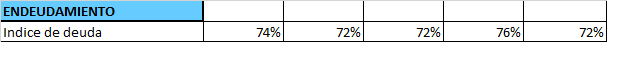 ENDEUDAMIENTO
Indice de deuda 74% 72% 72% 76% 72%